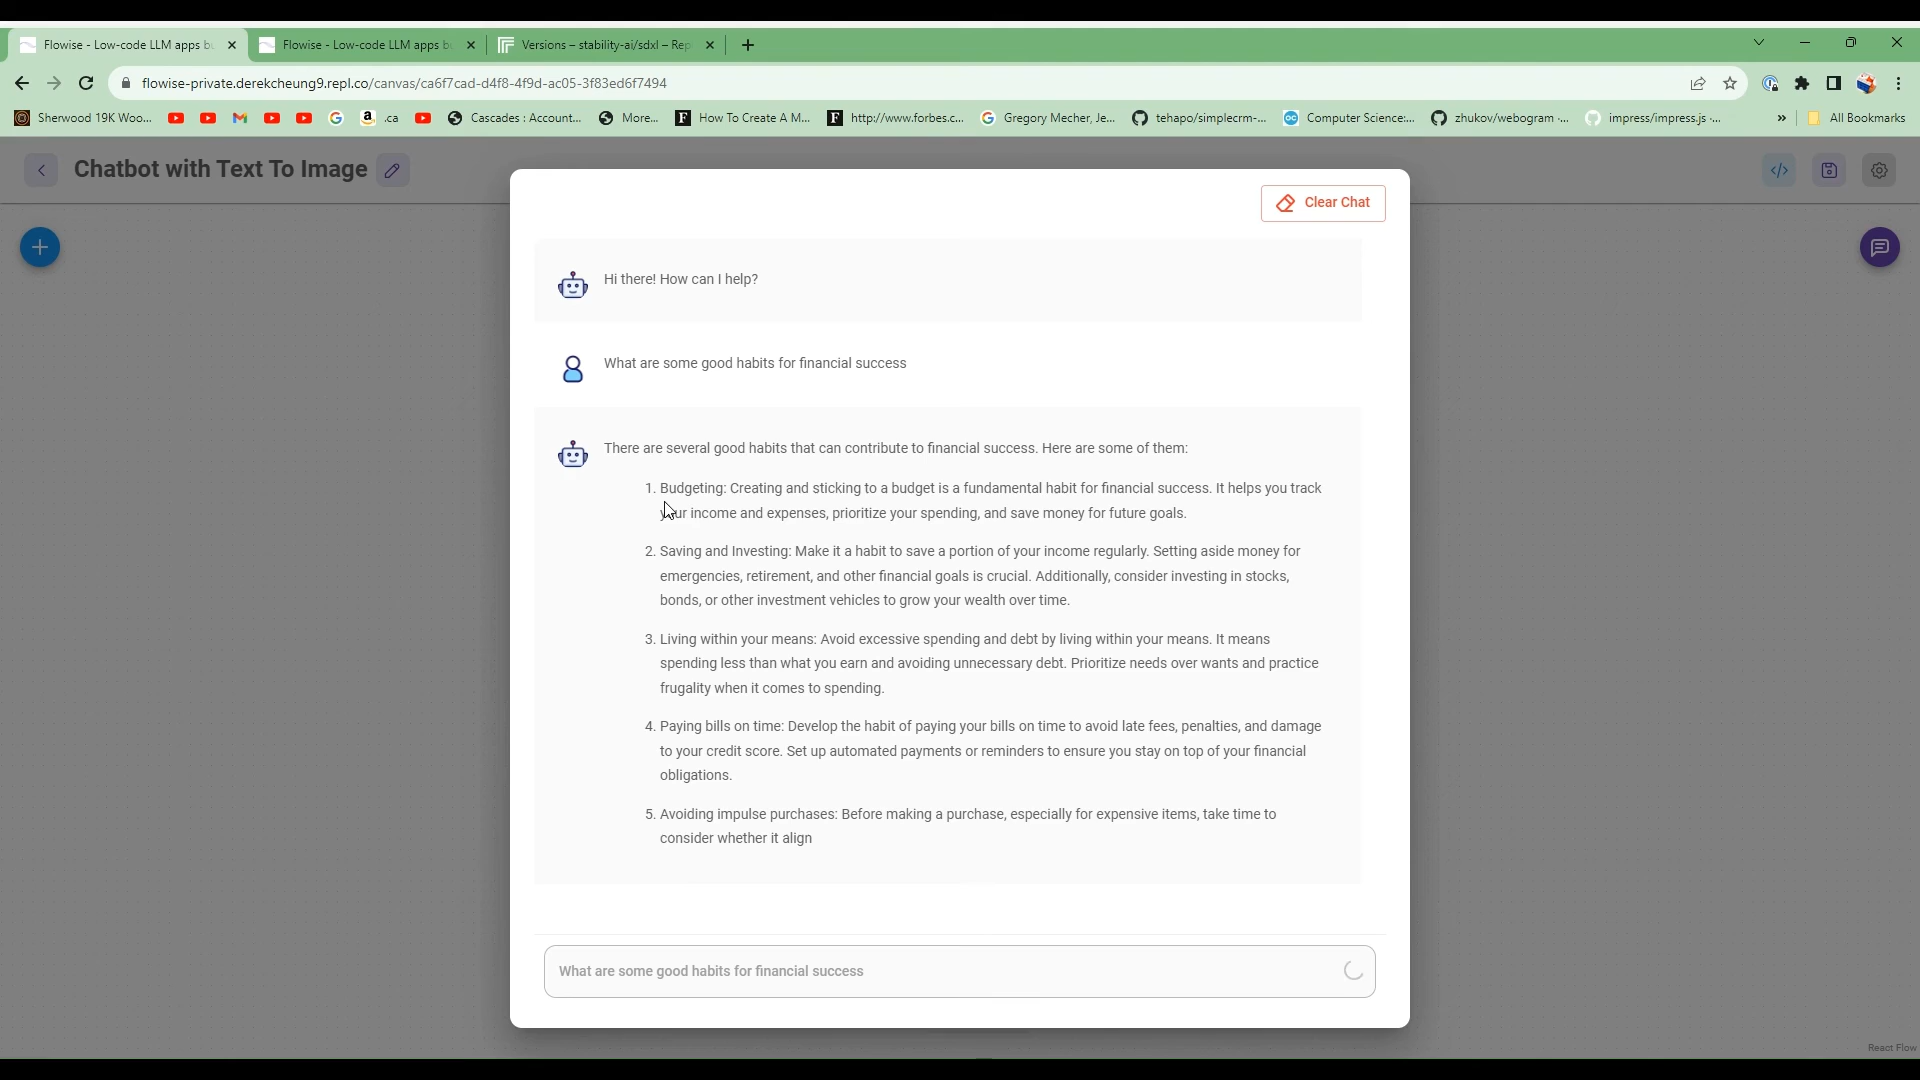 Flowise - Low-code LLM apps b
Flowise - Low-code LLM apps b
Versions – stability-ai/sdxl – Rep
flowise-private.derekcheung9.repl.co/canvas/ca6f7cad-d4f8-4f9d-ac05-3f83ed6f7494
Sherwood 19K Woo...
.ca
Cascades : Account...
More...
How To Create A M...
http://www.forbes.c...
Gregory Mecher, Je...
tehapo/simplecrm-...
Computer Science:...
zhukov/webogram ·...
impress/impress.js ·...
»
All Bookmarks
Chatbot with Text To Image
Clear Chat
Hi there! How can I help?
What are some good habits for financial success
There are several good habits that can contribute to financial success. Here are some of them:
1. Budgeting: Creating and sticking to a budget is a fundamental habit for financial success. It helps you track
your income and expenses, prioritize your spending, and save money for future goals.
2. Saving and Investing: Make it a habit to save a portion of your income regularly. Setting aside money for
emergencies, retirement, and other financial goals is crucial. Additionally, consider investing in stocks,
bonds, or other investment vehicles to grow your wealth over time.
3. Living within your means: Avoid excessive spending and debt by living within your means. It means
spending less than what you earn and avoiding unnecessary debt. Prioritize needs over wants and practice
frugality when it comes to spending.
4. Paying bills on time: Develop the habit of paying your bills on time to avoid late fees, penalties, and damage
to your credit score. Set up automated payments or reminders to ensure you stay on top of your financial
obligations.
5. Avoiding impulse purchases: Before making a purchase, especially for expensive items, take time to
consider whether it align
What are some good habits for financial success
React Flow